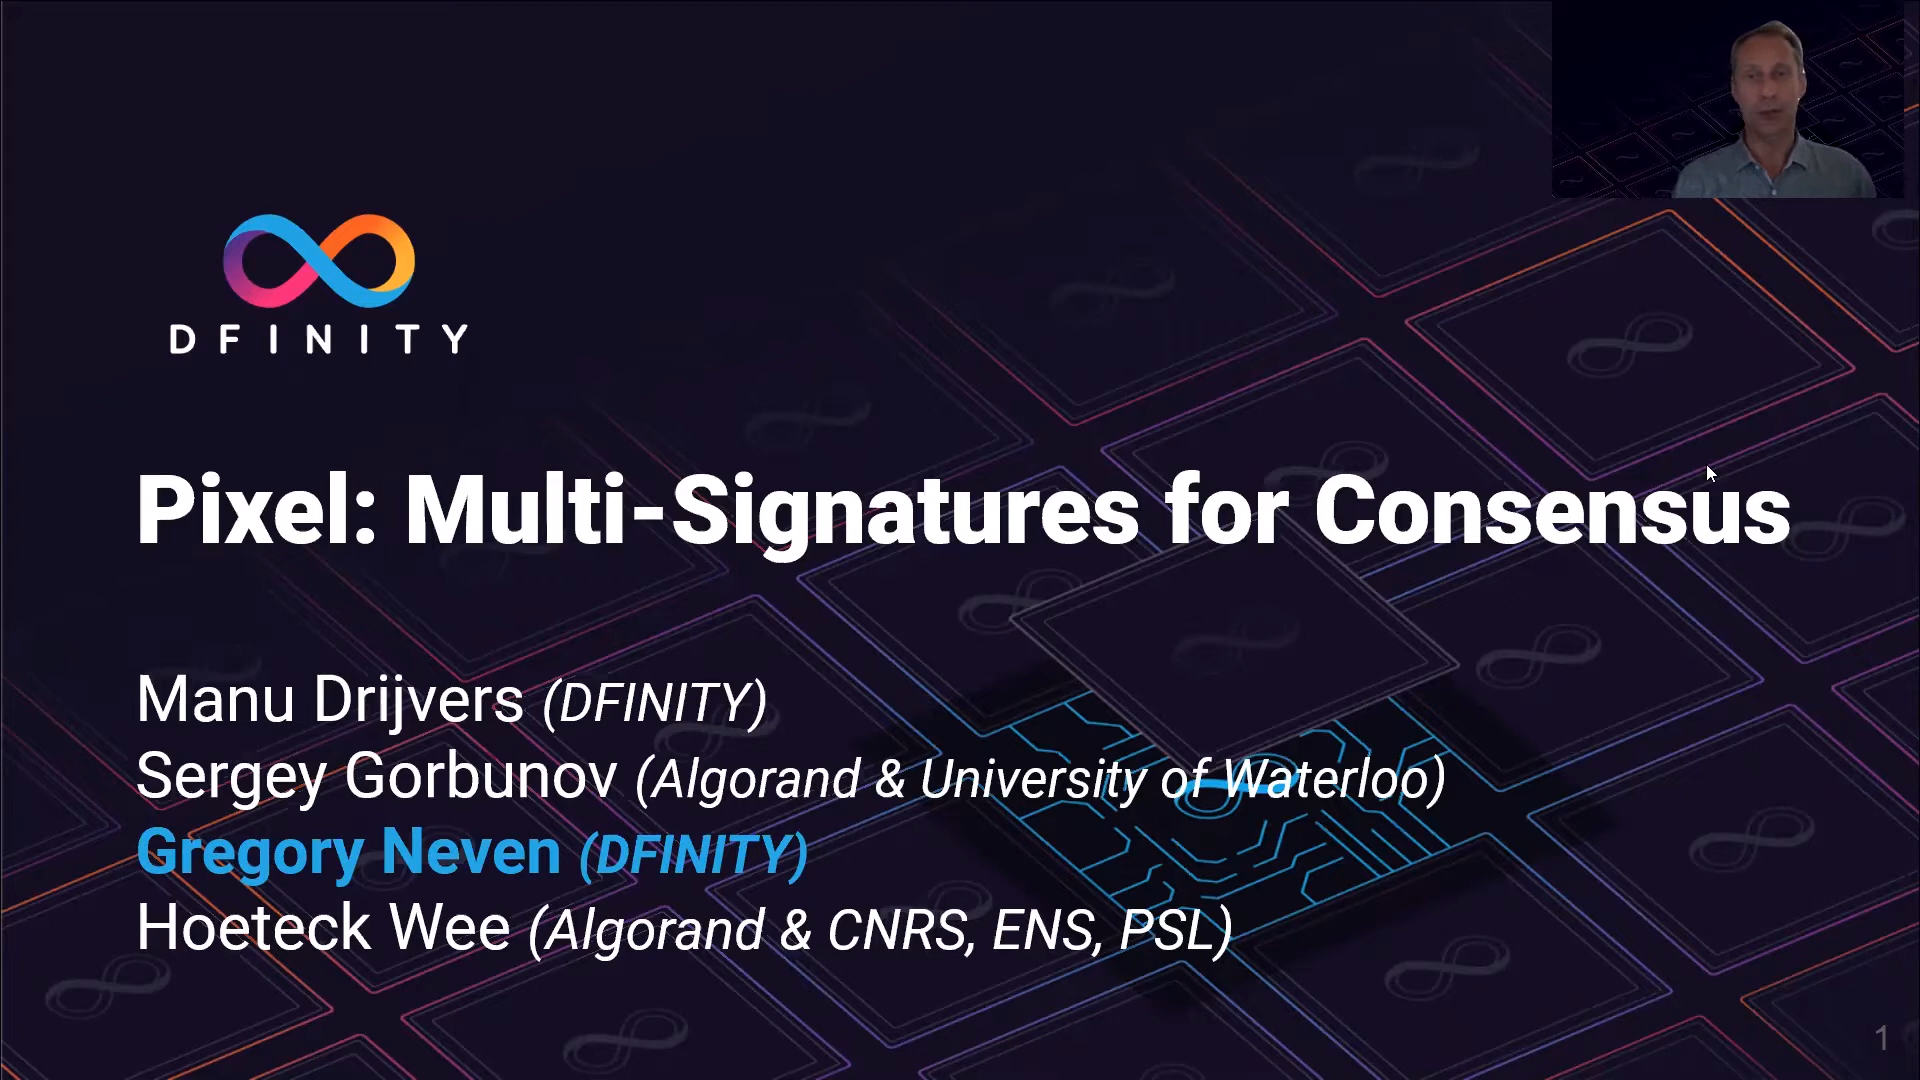 DFINITY
Pixel: Multi-Signatures for Consensus
Manu Drijvers (DFINITY)
Sergey Gorbunov (Algorand & University of Waterloo)
Gregory Neven (DFINITY)
Hoeteck Wee (Algorand & CNRS, ENS, PSL)
1